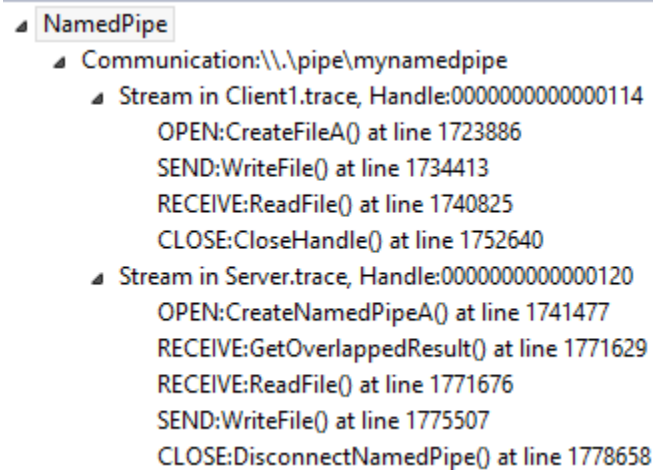 NamedPipe
Communication:\\.\pipe\mynamedpipe
Stream in Client1.trace, Handle:0000000000000114
OPEN:CreateFileA() at line 1723886
SEND:WriteFile() at line 1734413
RECEIVE:ReadFile() at line 1740825
CLOSE:CloseHandle() at line 1752640
Stream in Server.trace, Handle:0000000000000120
OPEN:CreateNamedPipeA() at line 1741477
RECEIVE:GetOverlappedResult() at line 1771629
RECEIVE:ReadFile() at line 1771676
SEND:WriteFile() at line 1775507
CLOSE:DisconnectNamedPipe() at line 1778658